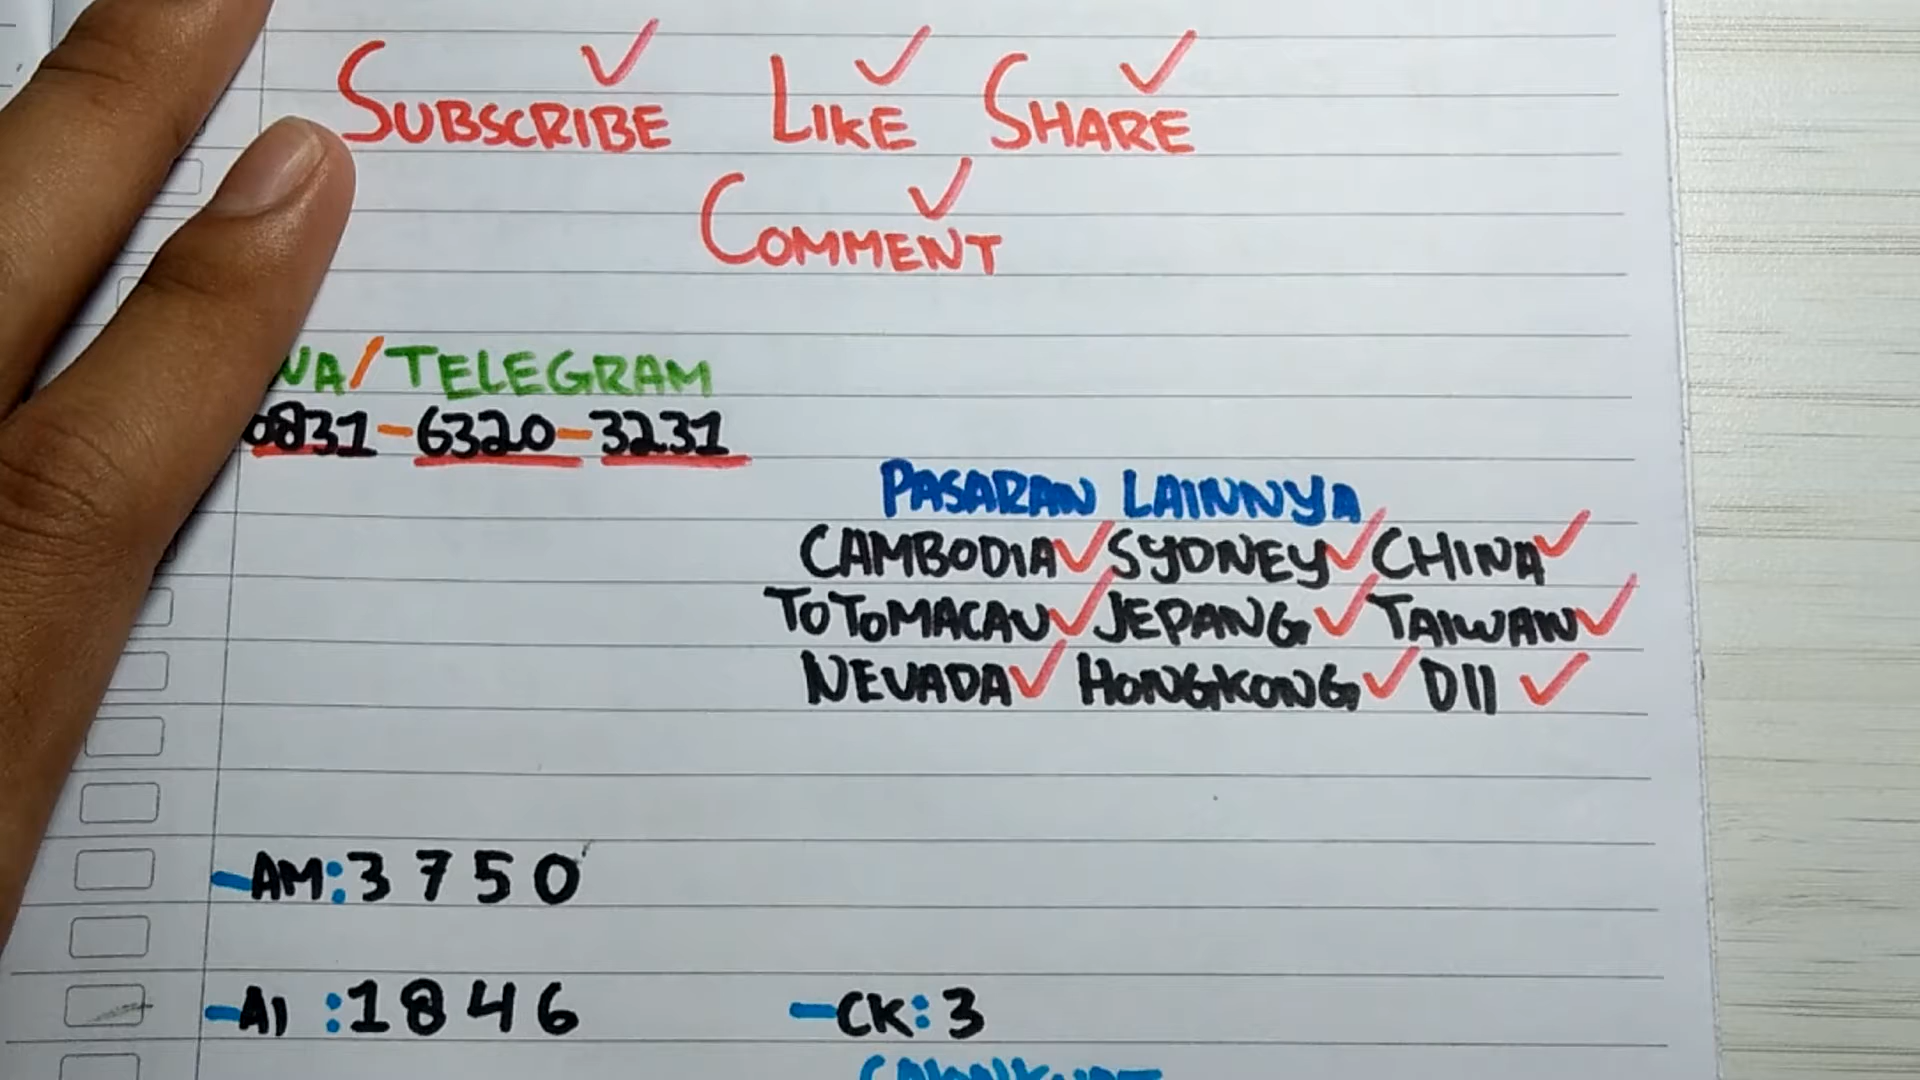 SUBSCRIBE LIKE SHARE
COMMENT
WA/TELEGRAM
0831-6320-3231
PASARAN LAINNYA
CAMBODIA SYDNEY CHINA
TOTOMACAU JEPANG TAIWAN
NEVADA HONGKONG Dll
-AM:3750
-AI :1846 -CK:3